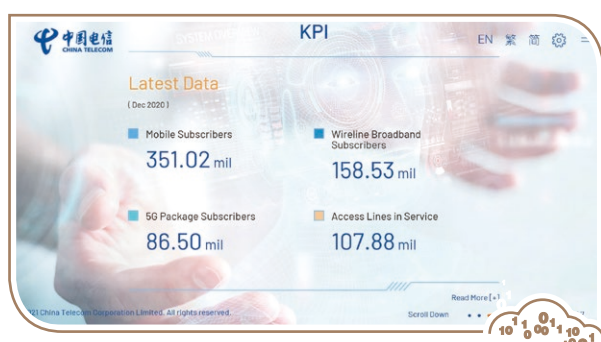 中国电信
CHINA TELECOM
KPI
EN 繁 简
Latest Data
(Dec 2020)
Mobile Subscribers
351.02 mil
Wireline Broadband
Subscribers
158.53 mil
5G Package Subscribers
86.50 mil
Access Lines in Service
107.88 mil
Read More [+]
021 China Telecom Corporation Limited. All rights reserved.
Scroll Down